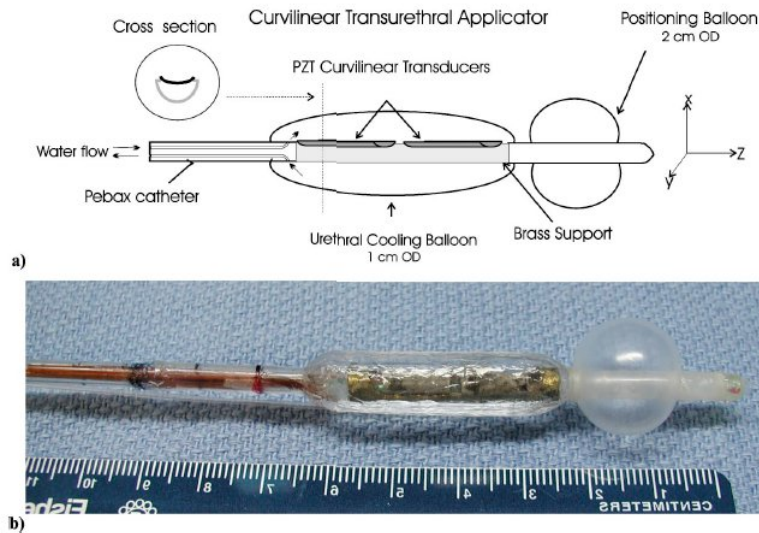 Curvilinear Transurethral Applicator
Positioning Balloon
2 cm OD
Cross section
PZT Curvilinear Transducers
Water flow
Pebax catheter
X
Y
Z
Urethral Cooling Balloon
1 cm OD
Brass Support
a)
11 10 9 8 7 6 5 4 3 2 1
CENTIMETERS
Fishe
b)